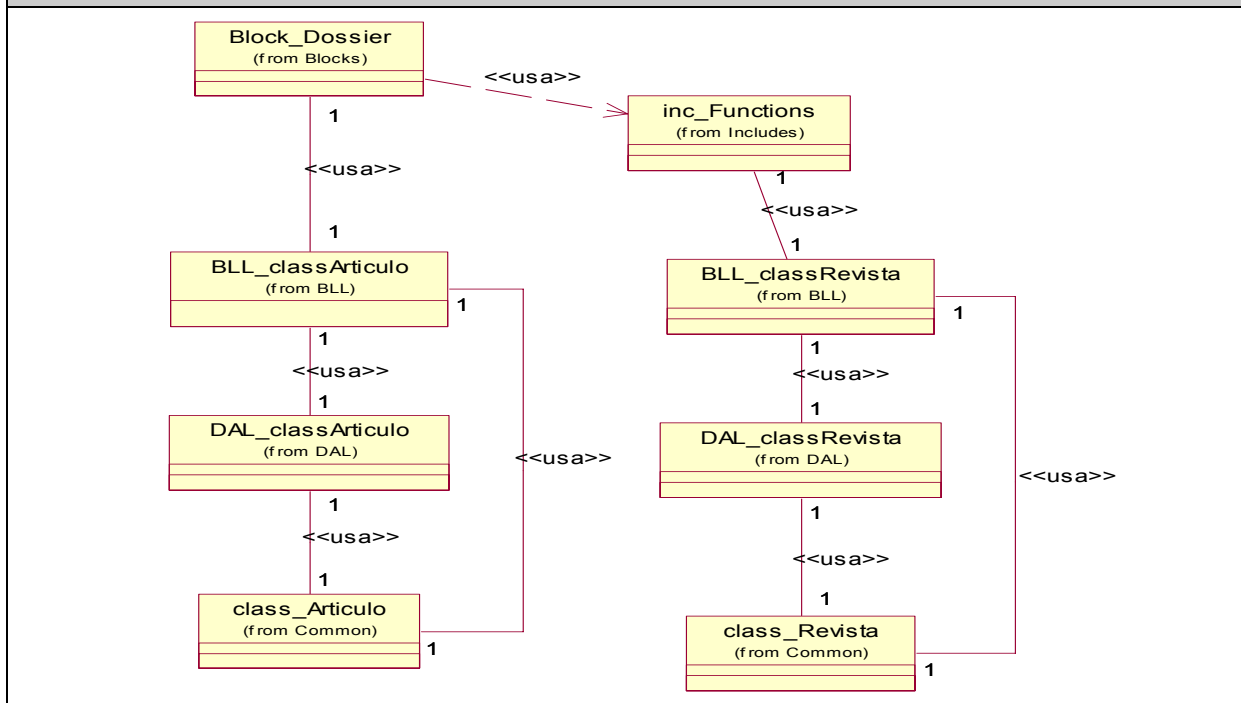 Block_Dossier
(from Blocks)
<<usa>>
inc_Functions
(from Includes)
1
1
<<usa>>
<<usa>>
1
1
BLL_classArticulo
(from BLL)
1
BLL_classRevista
(from BLL)
1
1
1
<<usa>>
<<usa>>
1
1
DAL_classArticulo
(from DAL)
DAL_classRevista
(from DAL)
<<usa>>
<<usa>>
1
1
<<usa>>
<<usa>>
1
1
class_Articulo
(from Common)
1
class_Revista
(from Common)
1